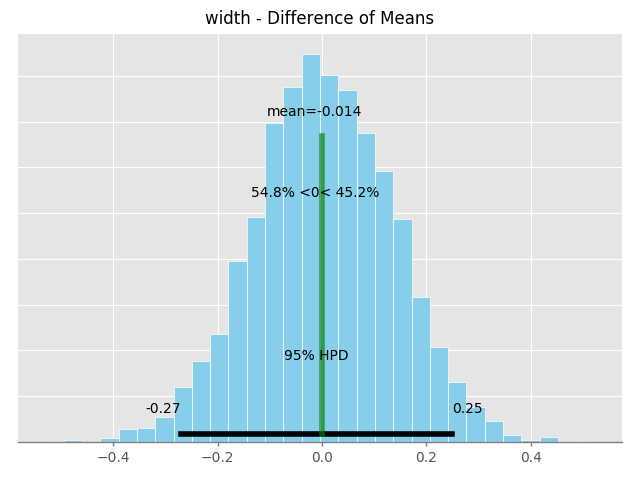 width - Difference of Means
mean=-0.014
54.8% <0< 45.2%
95% HPD
-0.27 0.25
−0.4 −0.2 0.0 0.2 0.4